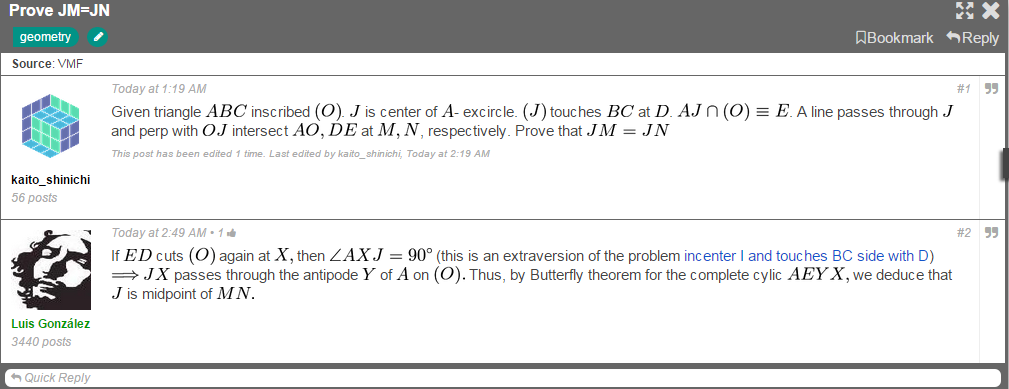 Prove JM=JN
geometry
Bookmark Reply
Source: VMF
Today at 1:19 AM #1
Given triangle ABC inscribed (O). J is center of A- excircle. (J) touches BC at D. AJ ∩ (O) ≡ E. A line passes through J
and perp with OJ intersect AO, DE at M, N, respectively. Prove that JM = JN
This post has been edited 1 time. Last edited by kaito_shinichi, Today at 2:19 AM
kaito_shinichi
56 posts
Today at 2:49 AM • 1
#2
If ED cuts (O) again at X, then ∠AXJ = 90° (this is an extraversion of the problem incenter I and touches BC side with D)
⟹ JX passes through the antipode Y of A on (O). Thus, by Butterfly theorem for the complete cylic AEYX, we deduce that
J is midpoint of MN.
Luis González
3440 posts
Quick Reply